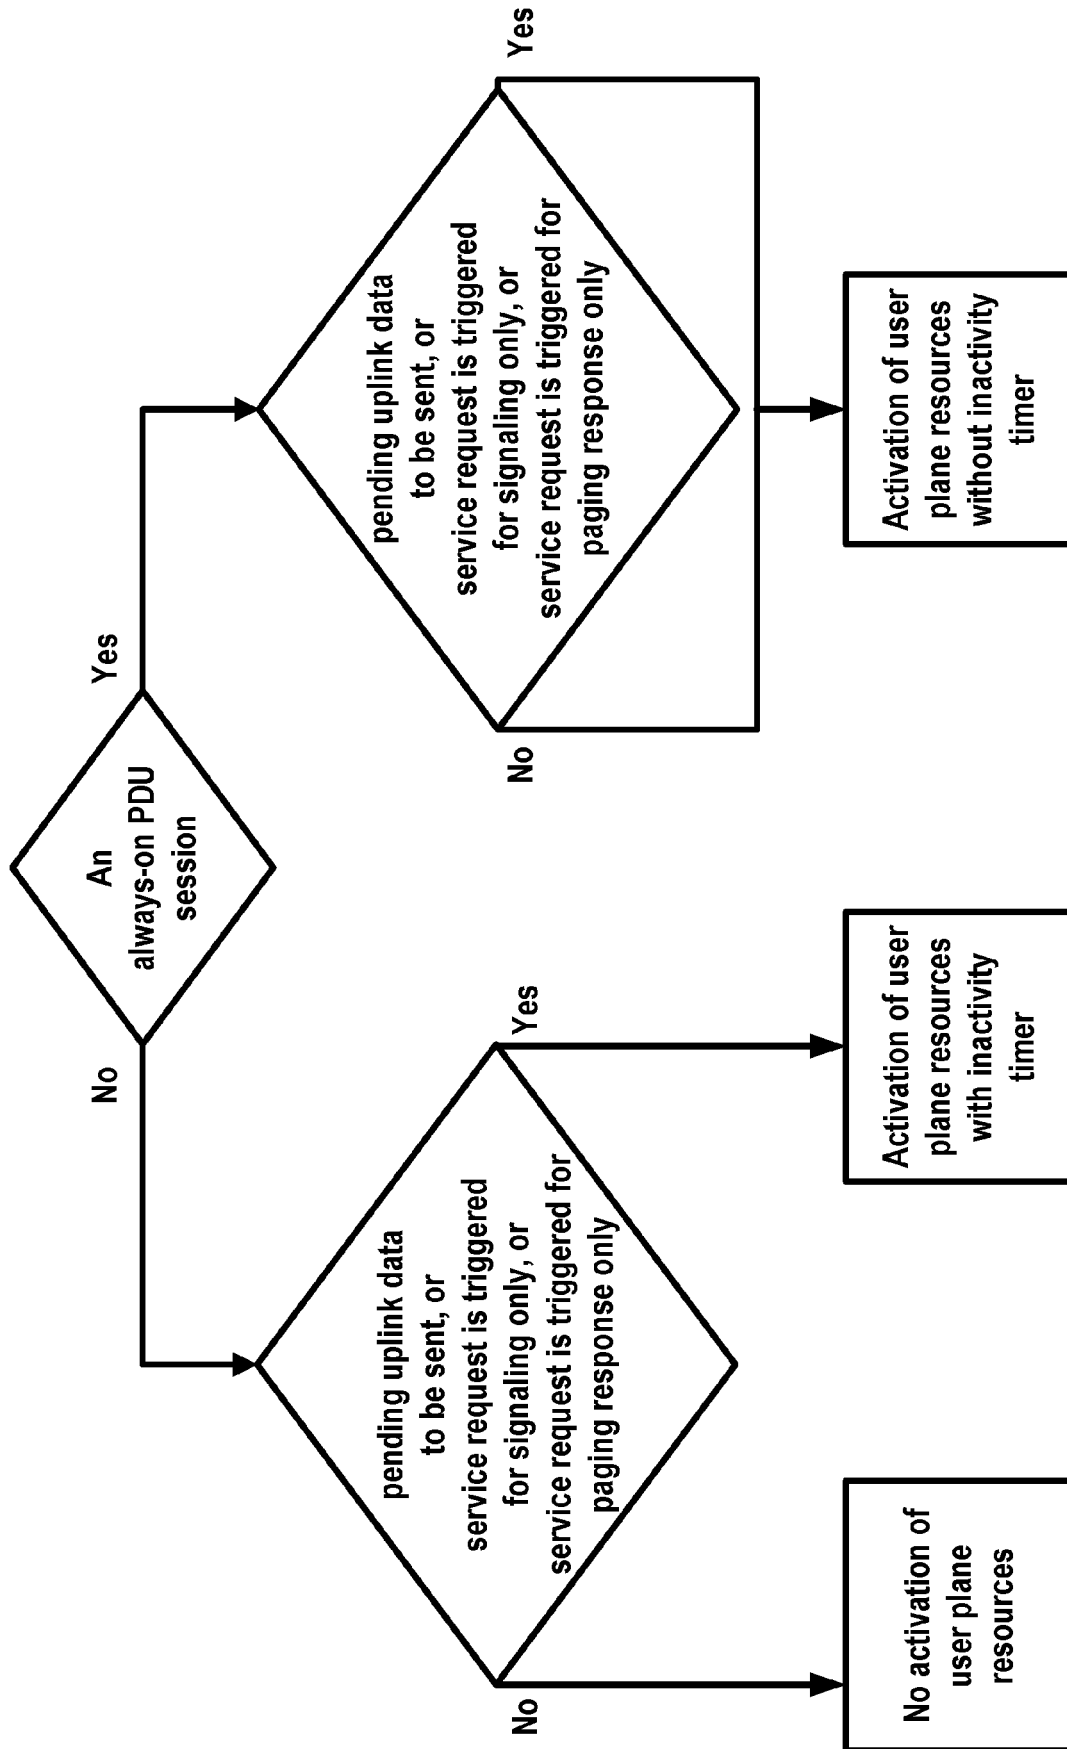 An
always-on PDU
session
No
Yes
pending uplink data
to be sent, or
service request is triggered
for signaling only, or
service request is triggered for
paging response only
No
Yes
pending uplink data
to be sent, or
service request is triggered
for signaling only, or
service request is triggered for
paging response only
No
Yes
No activation of
user plane
resources
Activation of user
plane resources
with inactivity
timer
Activation of user
plane resources
without inactivity
timer